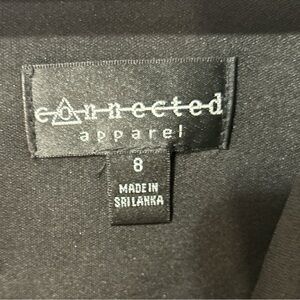 connected
apparel
8
MADE IN
SRI LANKA